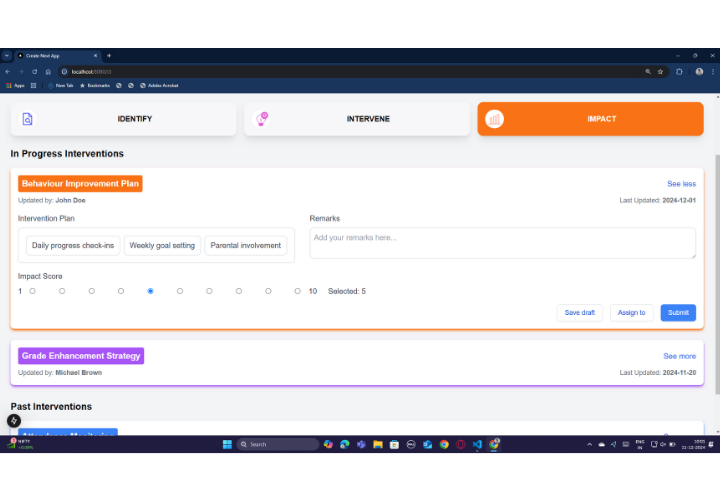 Create Next App
localhost
Apps
New Tab
Bookmarks
Adobe Acrobat
IDENTIFY
INTERVENE
IMPACT
In Progress Interventions
Behaviour Improvement Plan
See less
Updated by: John Doe
Last Updated: 2024-12-01
Intervention Plan
Remarks
Daily progress check-ins
Weekly goal setting
Parental involvement
Add your remarks here...
Impact Score
1
10
Selected: 5
Save draft
Assign to
Submit
Grade Enhancement Strategy
See more
Updated by: Michael Brown
Last Updated: 2024-11-20
Past Interventions
NIFTY
Search
ENG
IN